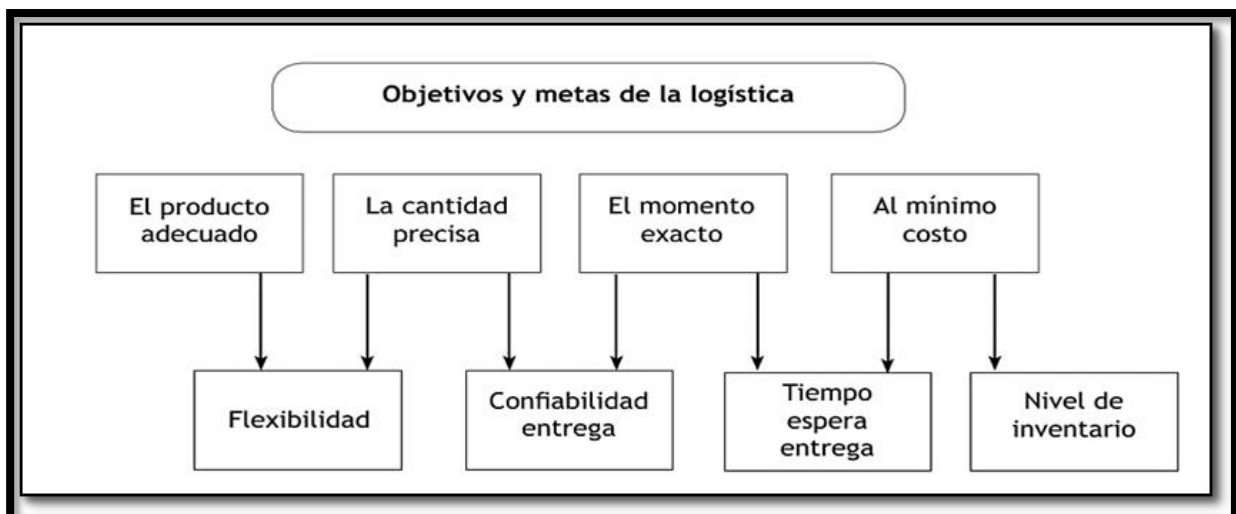 Objetivos y metas de la logística
El producto
adecuado
La cantidad
precisa
El momento
exacto
Al mínimo
costo
Flexibilidad
Confiabilidad
entrega
Tiempo
espera
entrega
Nivel de
inventario